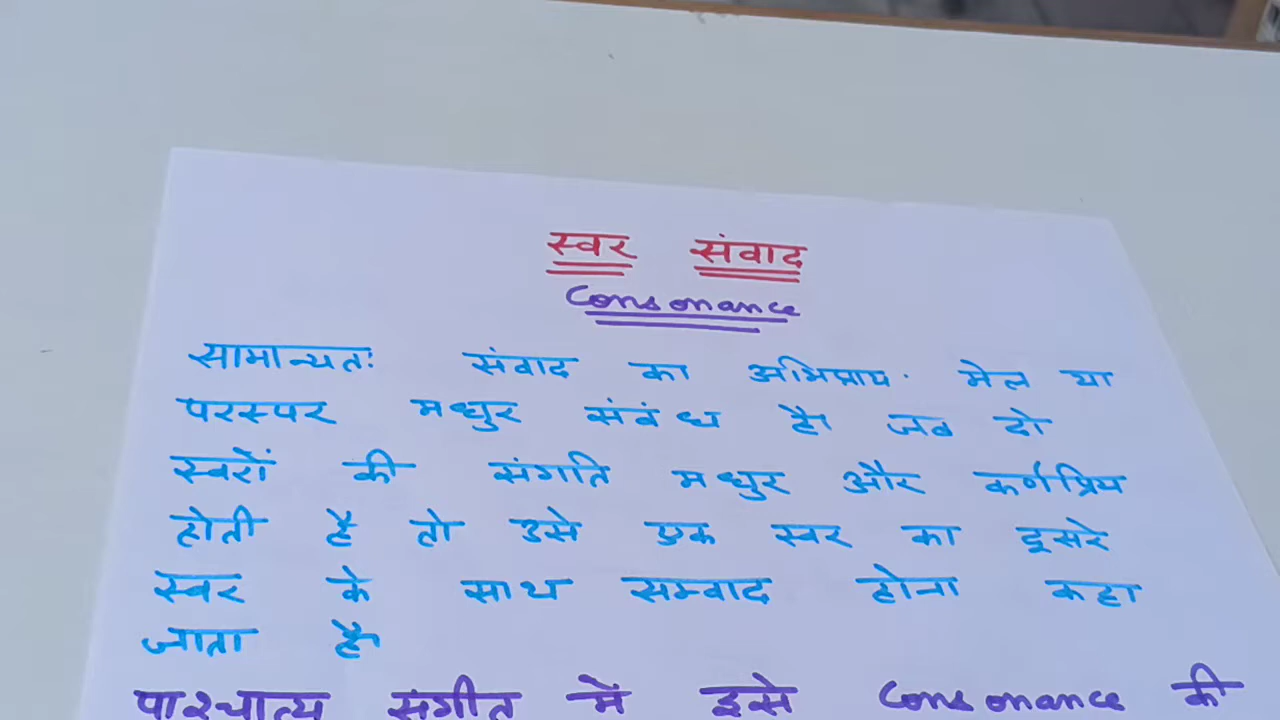 स्वर संवाद
Consonance
सामान्यतः संवाद का अभिप्राय मेल या
परस्पर मधुर संबंध है। जब दो
स्वरों की संगति मधुर और कर्णप्रिय
होती है तो उसे एक स्वर का दूसरे
स्वर के साथ सम्वाद होना कहा
जाता है।
पाश्चात्य संगीत में इसे Consonance की